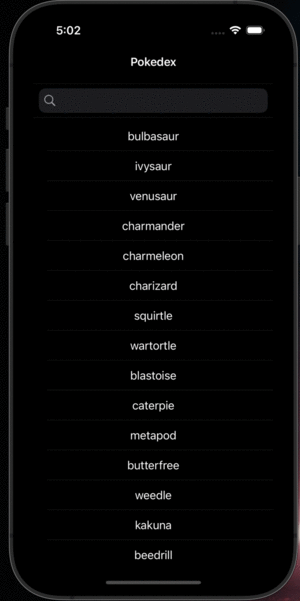 5:02
Pokedex
bulbasaur
ivysaur
venusaur
charmander
charmeleon
charizard
squirtle
wartortle
blastoise
caterpie
metapod
butterfree
weedle
kakuna
beedrill